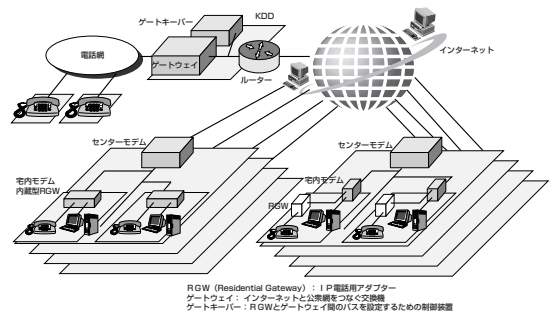 ゲートキーパー
KDD
電話網
ゲートウェイ
ルーター
インターネット
センターモデム
センターモデム
宅内モデム
内蔵型RGW
宅内モデム
RGW
RGW（Residential Gateway）：IP電話用アダプター
ゲートウェイ：インターネットと公衆網をつなぐ交換機
ゲートキーパー：RGWとゲートウェイ間のパスを設定するための制御装置